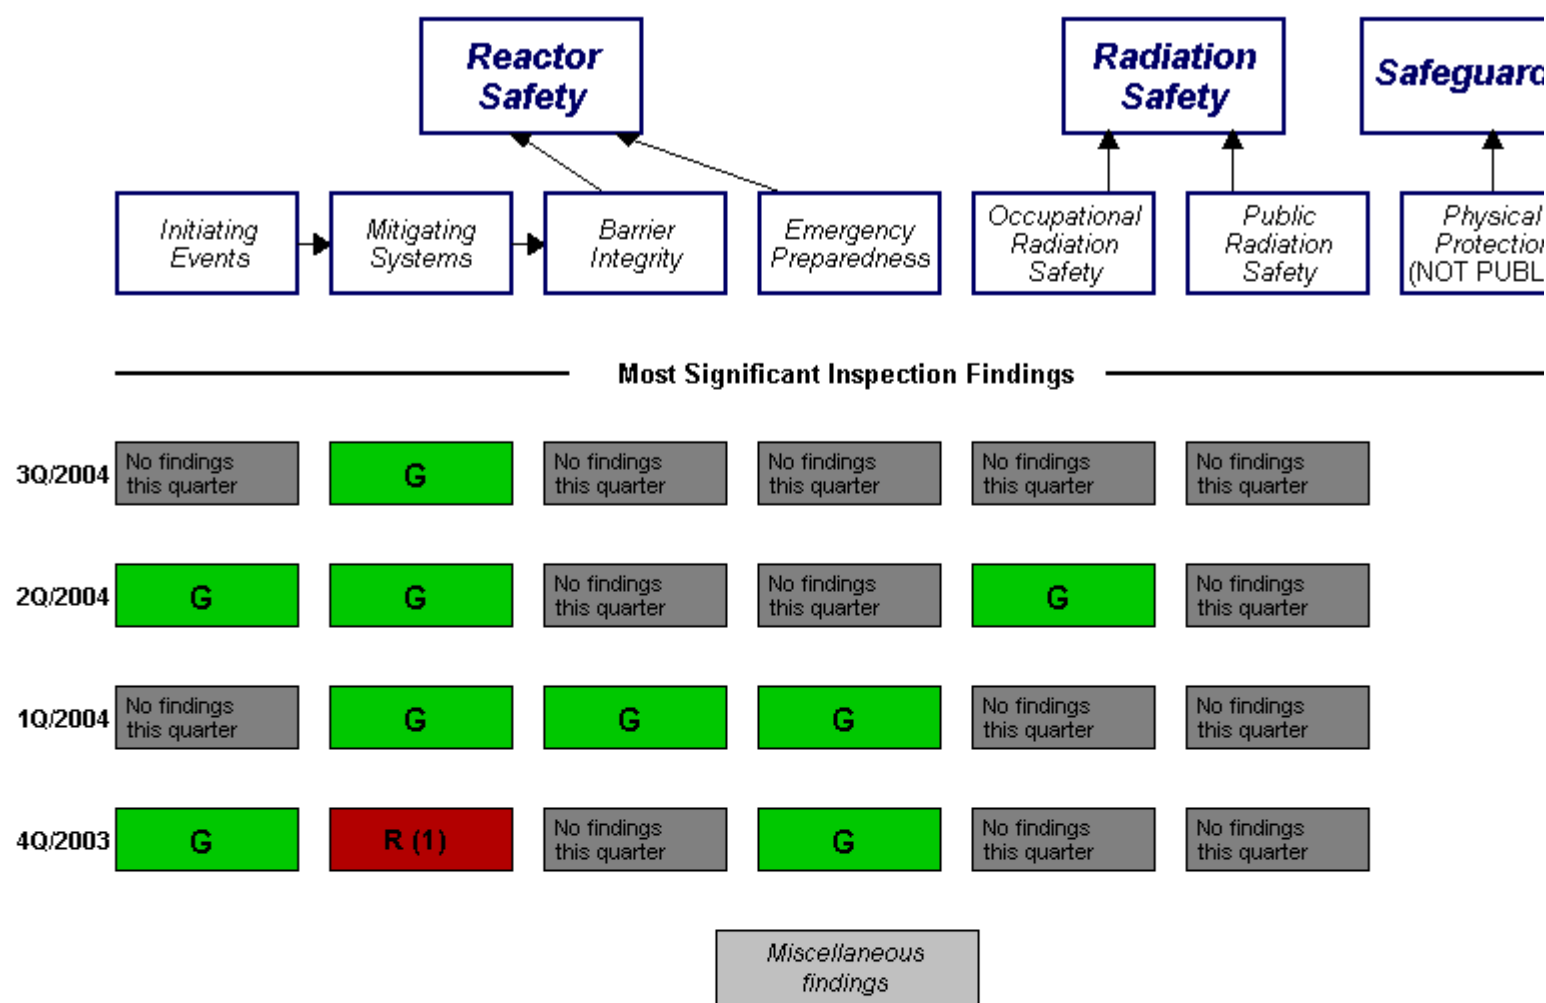 Reactor
Safety
Radiation
Safety
Safeguard
Initiating
Events
Mitigating
Systems
Barrier
Integrity
Emergency
Preparedness
Occupational
Radiation
Safety
Public
Radiation
Safety
Physical
Protection
(NOT PUBL
Most Significant Inspection Findings
3Q/2004
No findings
this quarter
G
No findings
this quarter
No findings
this quarter
No findings
this quarter
No findings
this quarter
2Q/2004
G
G
No findings
this quarter
No findings
this quarter
G
No findings
this quarter
1Q/2004
No findings
this quarter
G
G
G
No findings
this quarter
No findings
this quarter
4Q/2003
G
R (1)
No findings
this quarter
G
No findings
this quarter
No findings
this quarter
Miscellaneous
findings